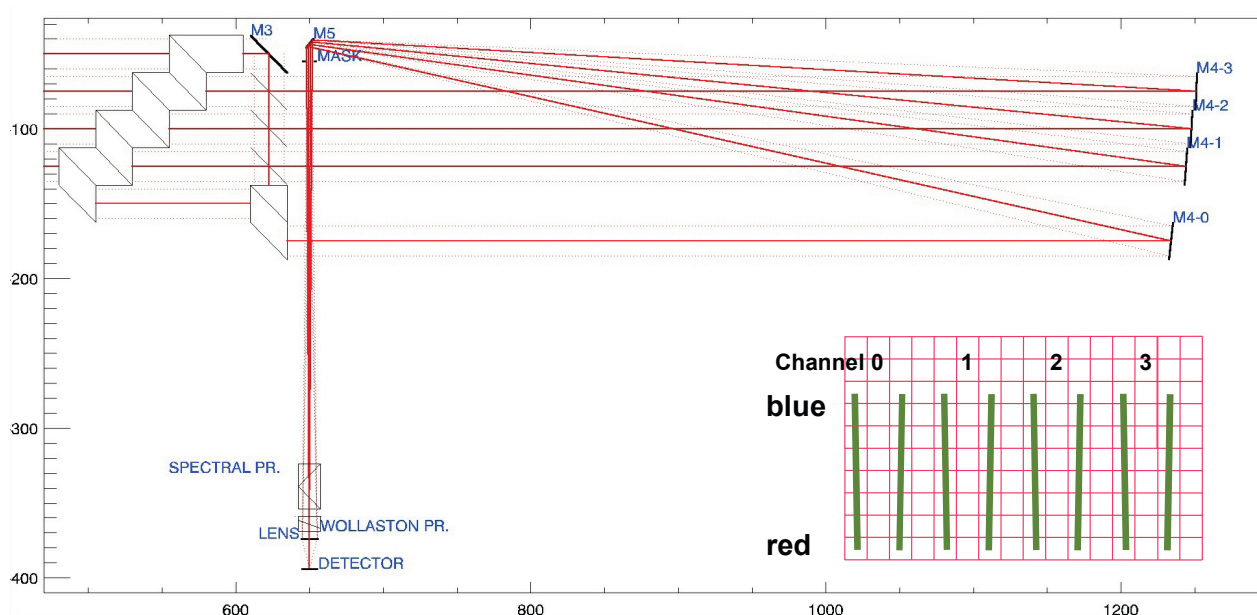 M3
M5
MASK
M4-3
M4-2
-100
M4-1
M4-0
-200
Channel 0 1 2 3
blue
-300
SPECTRAL PR.
WOLLASTON PR.
LENS
red
DETECTOR
-400
600 800 1000 1200